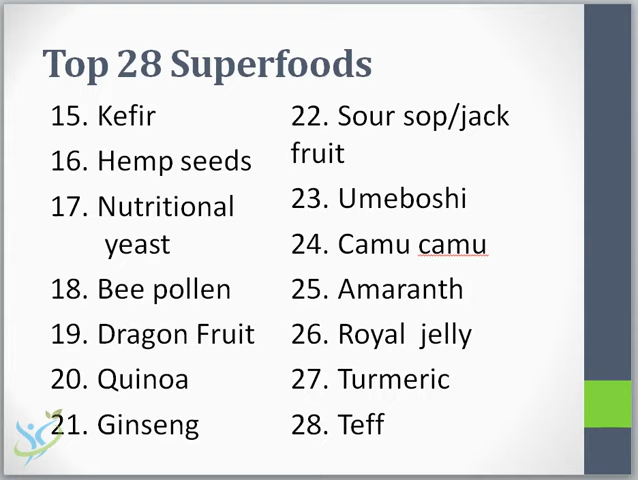 Top 28 Superfoods
15. Kefir
16. Hemp seeds
17. Nutritional
yeast
18. Bee pollen
19. Dragon Fruit
20. Quinoa
21. Ginseng
22. Sour sop/jack
fruit
23. Umeboshi
24. Camu camu
25. Amaranth
26. Royal  jelly
27. Turmeric
28. Teff